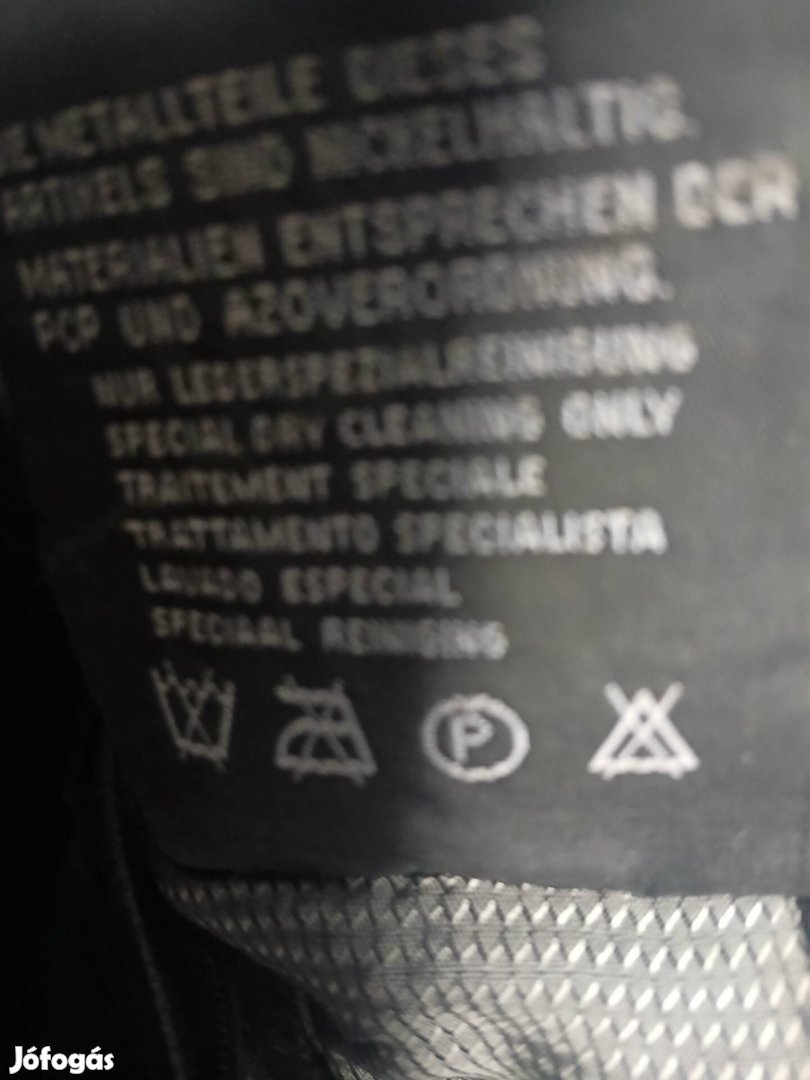 METALLTEILE DIESES
ARTIKELS SIND NICKELHALTIG.
MATERIALIEN ENTSPRECHEN DER
PCP UND AZOVERORDNUNG.
NUR LEDERSPEZIALREINIGUNG
SPECIAL DRY CLEANING ONLY
TRAITEMENT SPECIALE
TRATTAMENTO SPECIALISTA
LAVADO ESPECIAL
SPECIAAL REINIGING
P
Jófogás